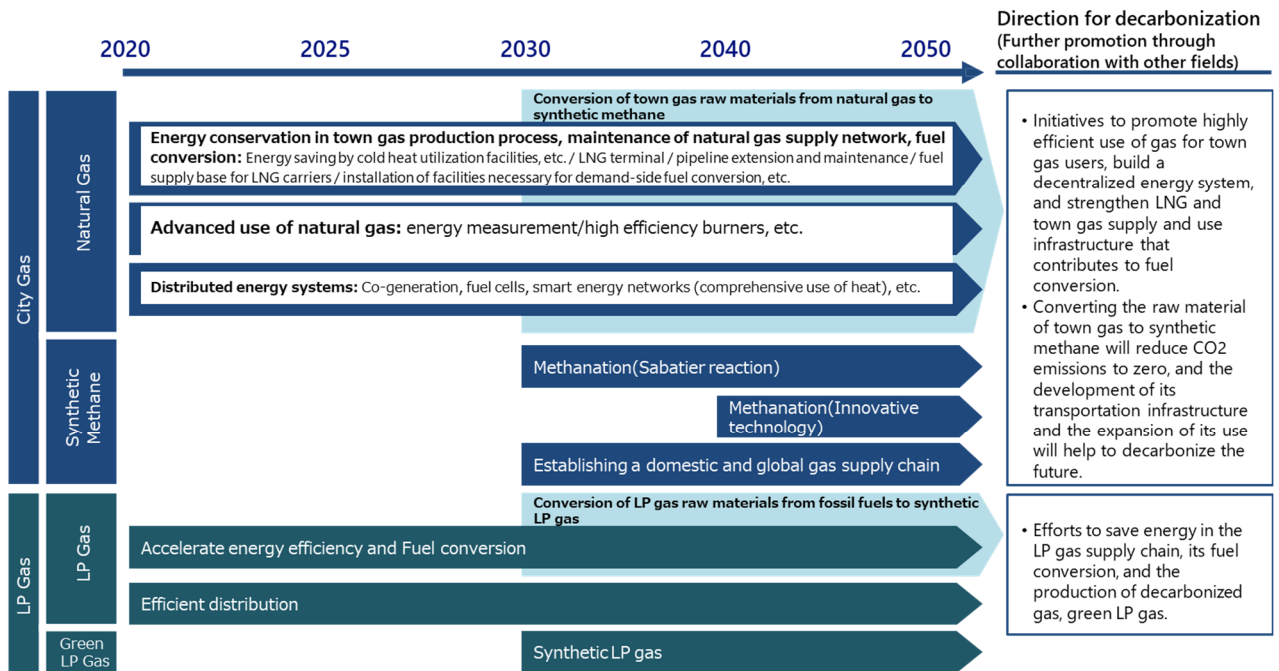 Direction for decarbonization
(Further promotion through
collaboration with other fields)
2020
2025
2030
2040
2050
City Gas
Natural Gas
Conversion of town gas raw materials from natural gas to
synthetic methane
Energy conservation in town gas production process, maintenance of natural gas supply network, fuel
conversion: Energy saving by cold heat utilization facilities, etc. / LNG terminal / pipeline extension and maintenance / fuel
supply base for LNG carriers / installation of facilities necessary for demand-side fuel conversion, etc.
Advanced use of natural gas: energy measurement/high efficiency burners, etc.
Distributed energy systems: Co-generation, fuel cells, smart energy networks (comprehensive use of heat), etc.
Synthetic
Methane
Methanation(Sabatier reaction)
Methanation(Innovative
technology)
Establishing a domestic and global gas supply chain
• Initiatives to promote highly
efficient use of gas for town
gas users, build a
decentralized energy system,
and strengthen LNG and
town gas supply and use
infrastructure that
contributes to fuel
conversion.
• Converting the raw material
of town gas to synthetic
methane will reduce CO2
emissions to zero, and the
development of its
transportation infrastructure
and the expansion of its use
will help to decarbonize the
future.
LP Gas
LP Gas
Conversion of LP gas raw materials from fossil fuels to synthetic
LP gas
Accelerate energy efficiency and Fuel conversion
Efficient distribution
Green
LP Gas
Synthetic LP gas
• Efforts to save energy in the
LP gas supply chain, its fuel
conversion, and the
production of decarbonized
gas, green LP gas.